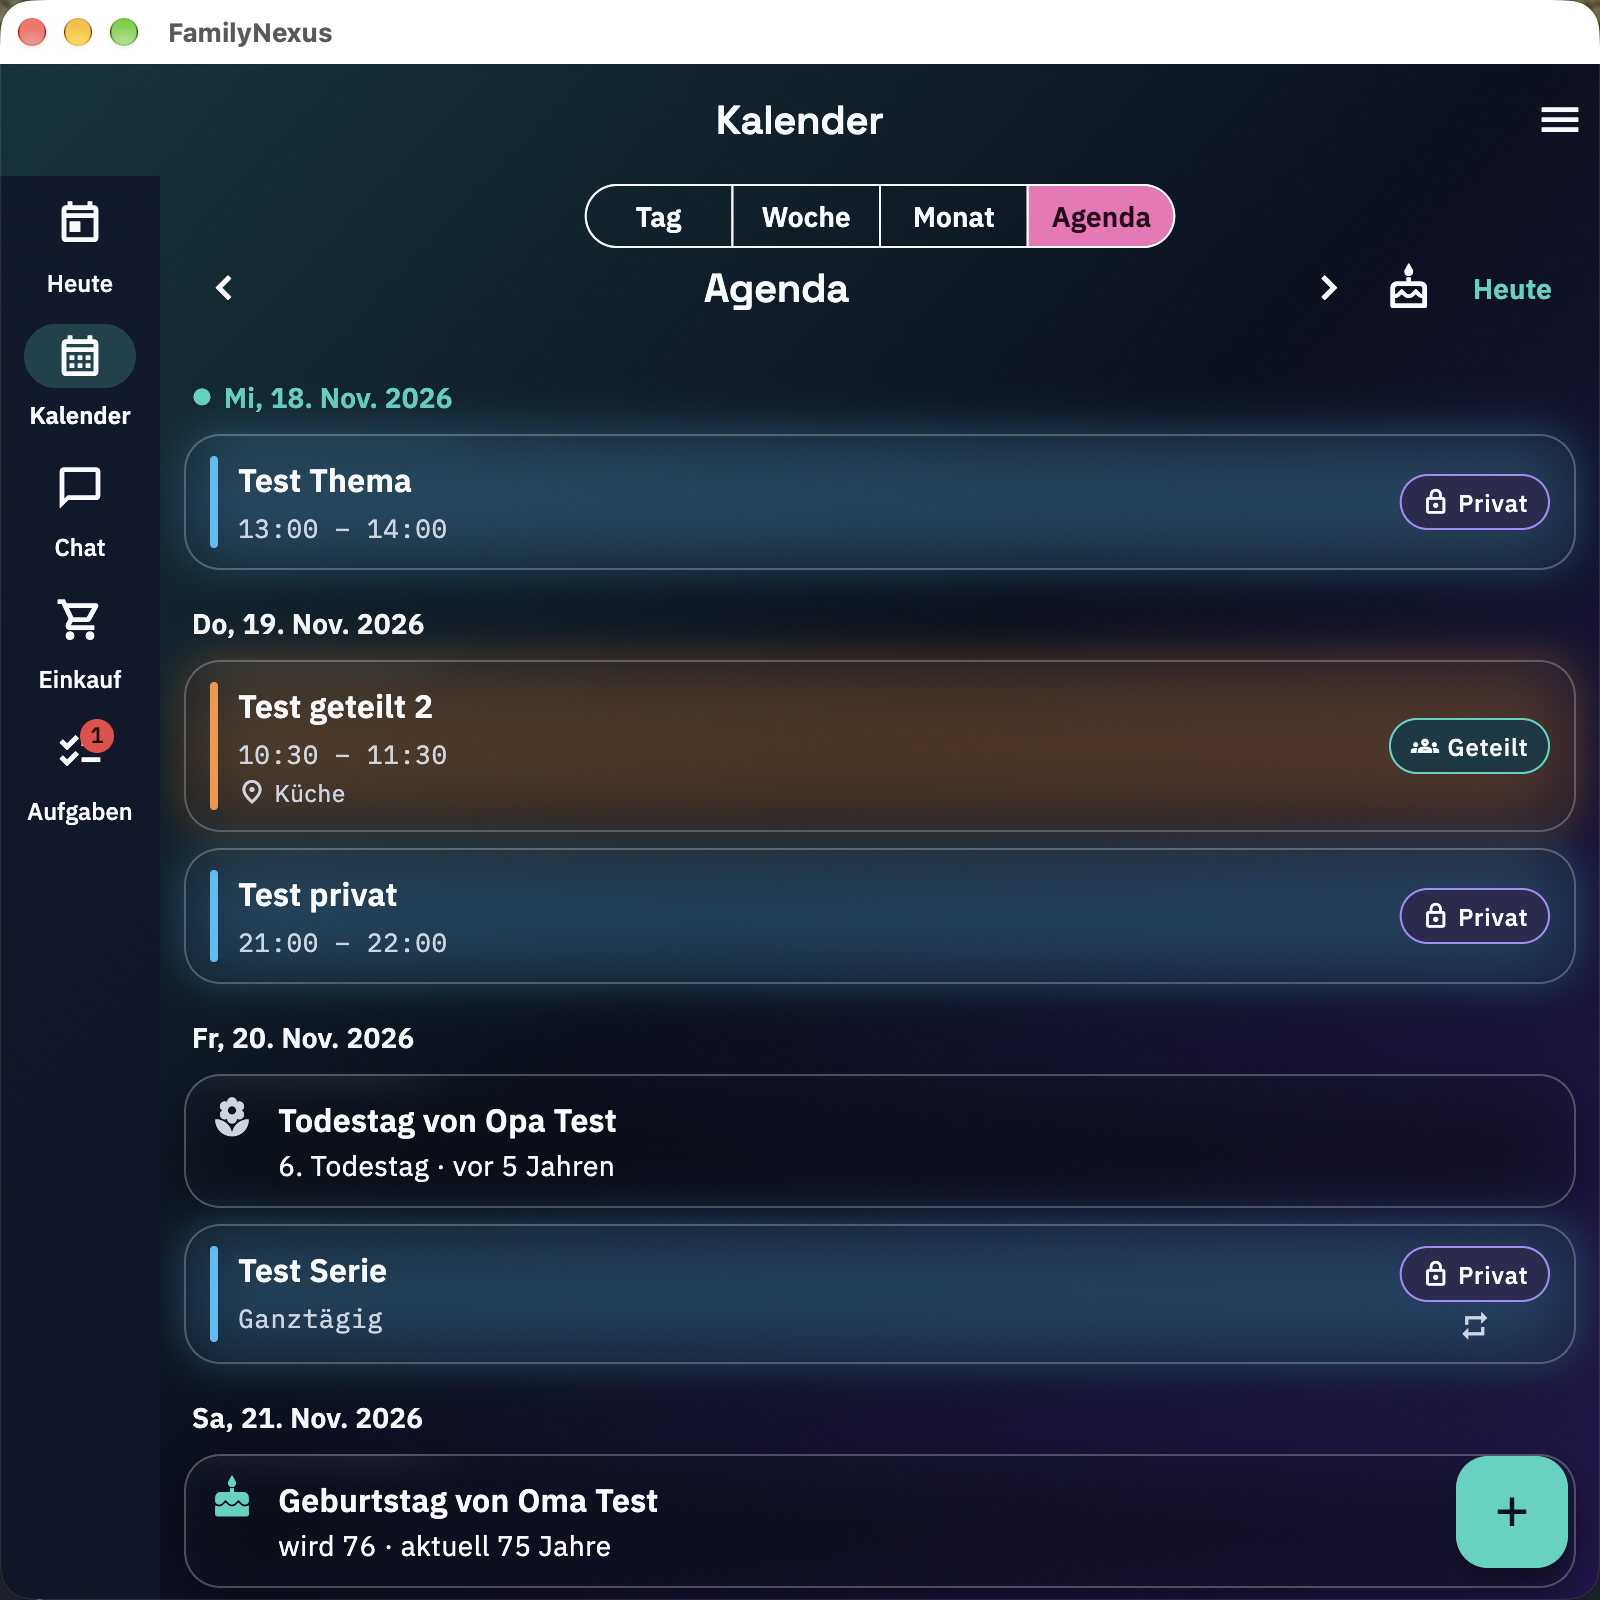 FamilyNexus
Kalender
Tag Woche Monat Agenda
Agenda
Heute
Heute
Kalender
Chat
Einkauf
1
Aufgaben
Mi, 18. Nov. 2026
Test Thema
13:00 – 14:00
Privat
Do, 19. Nov. 2026
Test geteilt 2
10:30 – 11:30
Küche
Geteilt
Test privat
21:00 – 22:00
Privat
Fr, 20. Nov. 2026
Todestag von Opa Test
6. Todestag · vor 5 Jahren
Test Serie
Ganztägig
Privat
Sa, 21. Nov. 2026
Geburtstag von Oma Test
wird 76 · aktuell 75 Jahre